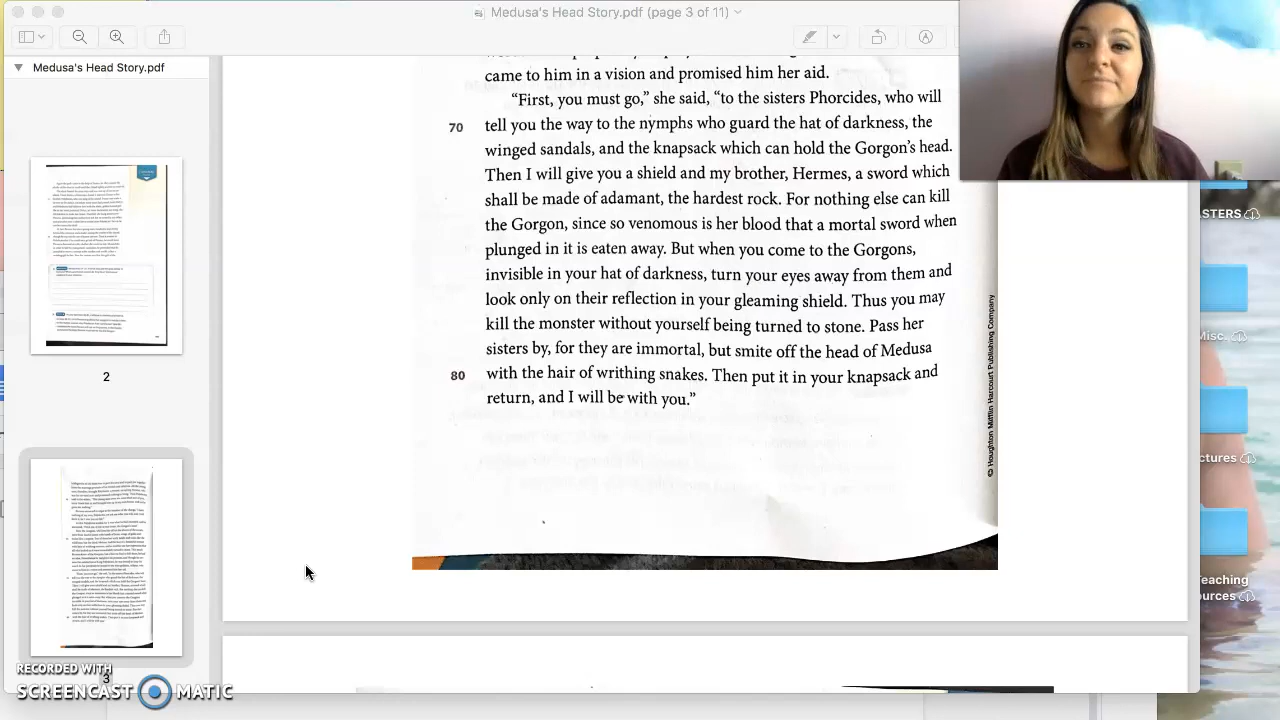 Medusa's Head Story.pdf (page 3 of 11)
Medusa's Head Story.pdf
came to him in a vision and promised him her aid.
“First, you must go,” she said, “to the sisters Phorcides, who will
70 tell you the way to the nymphs who guard the hat of darkness, the
winged sandals, and the knapsack which can hold the Gorgon’s head.
Then I will give you a shield and my brother, Hermes, a sword which
shall be made of adamant, the hardest rock. For nothing else can kill
the Gorgon, since so venomous is her blood that a mortal sword when
plunged in it is eaten away. But when you come to the Gorgons,
invisible in your hat of darkness, turn your eyes away from them and
look only on their reflection in your gleaming shield. Thus you may
kill the monster without yourself being turned to stone. Pass her
sisters by, for they are immortal, but smite off the head of Medusa
80 with the hair of writhing snakes. Then put it in your knapsack and
return, and I will be with you.”
© Houghton Mifflin Harcourt Publishing Company
2
3
STERS
Misc.
ctures
Teaching
ources
RECORDED WITH
SCREENCAST MATIC